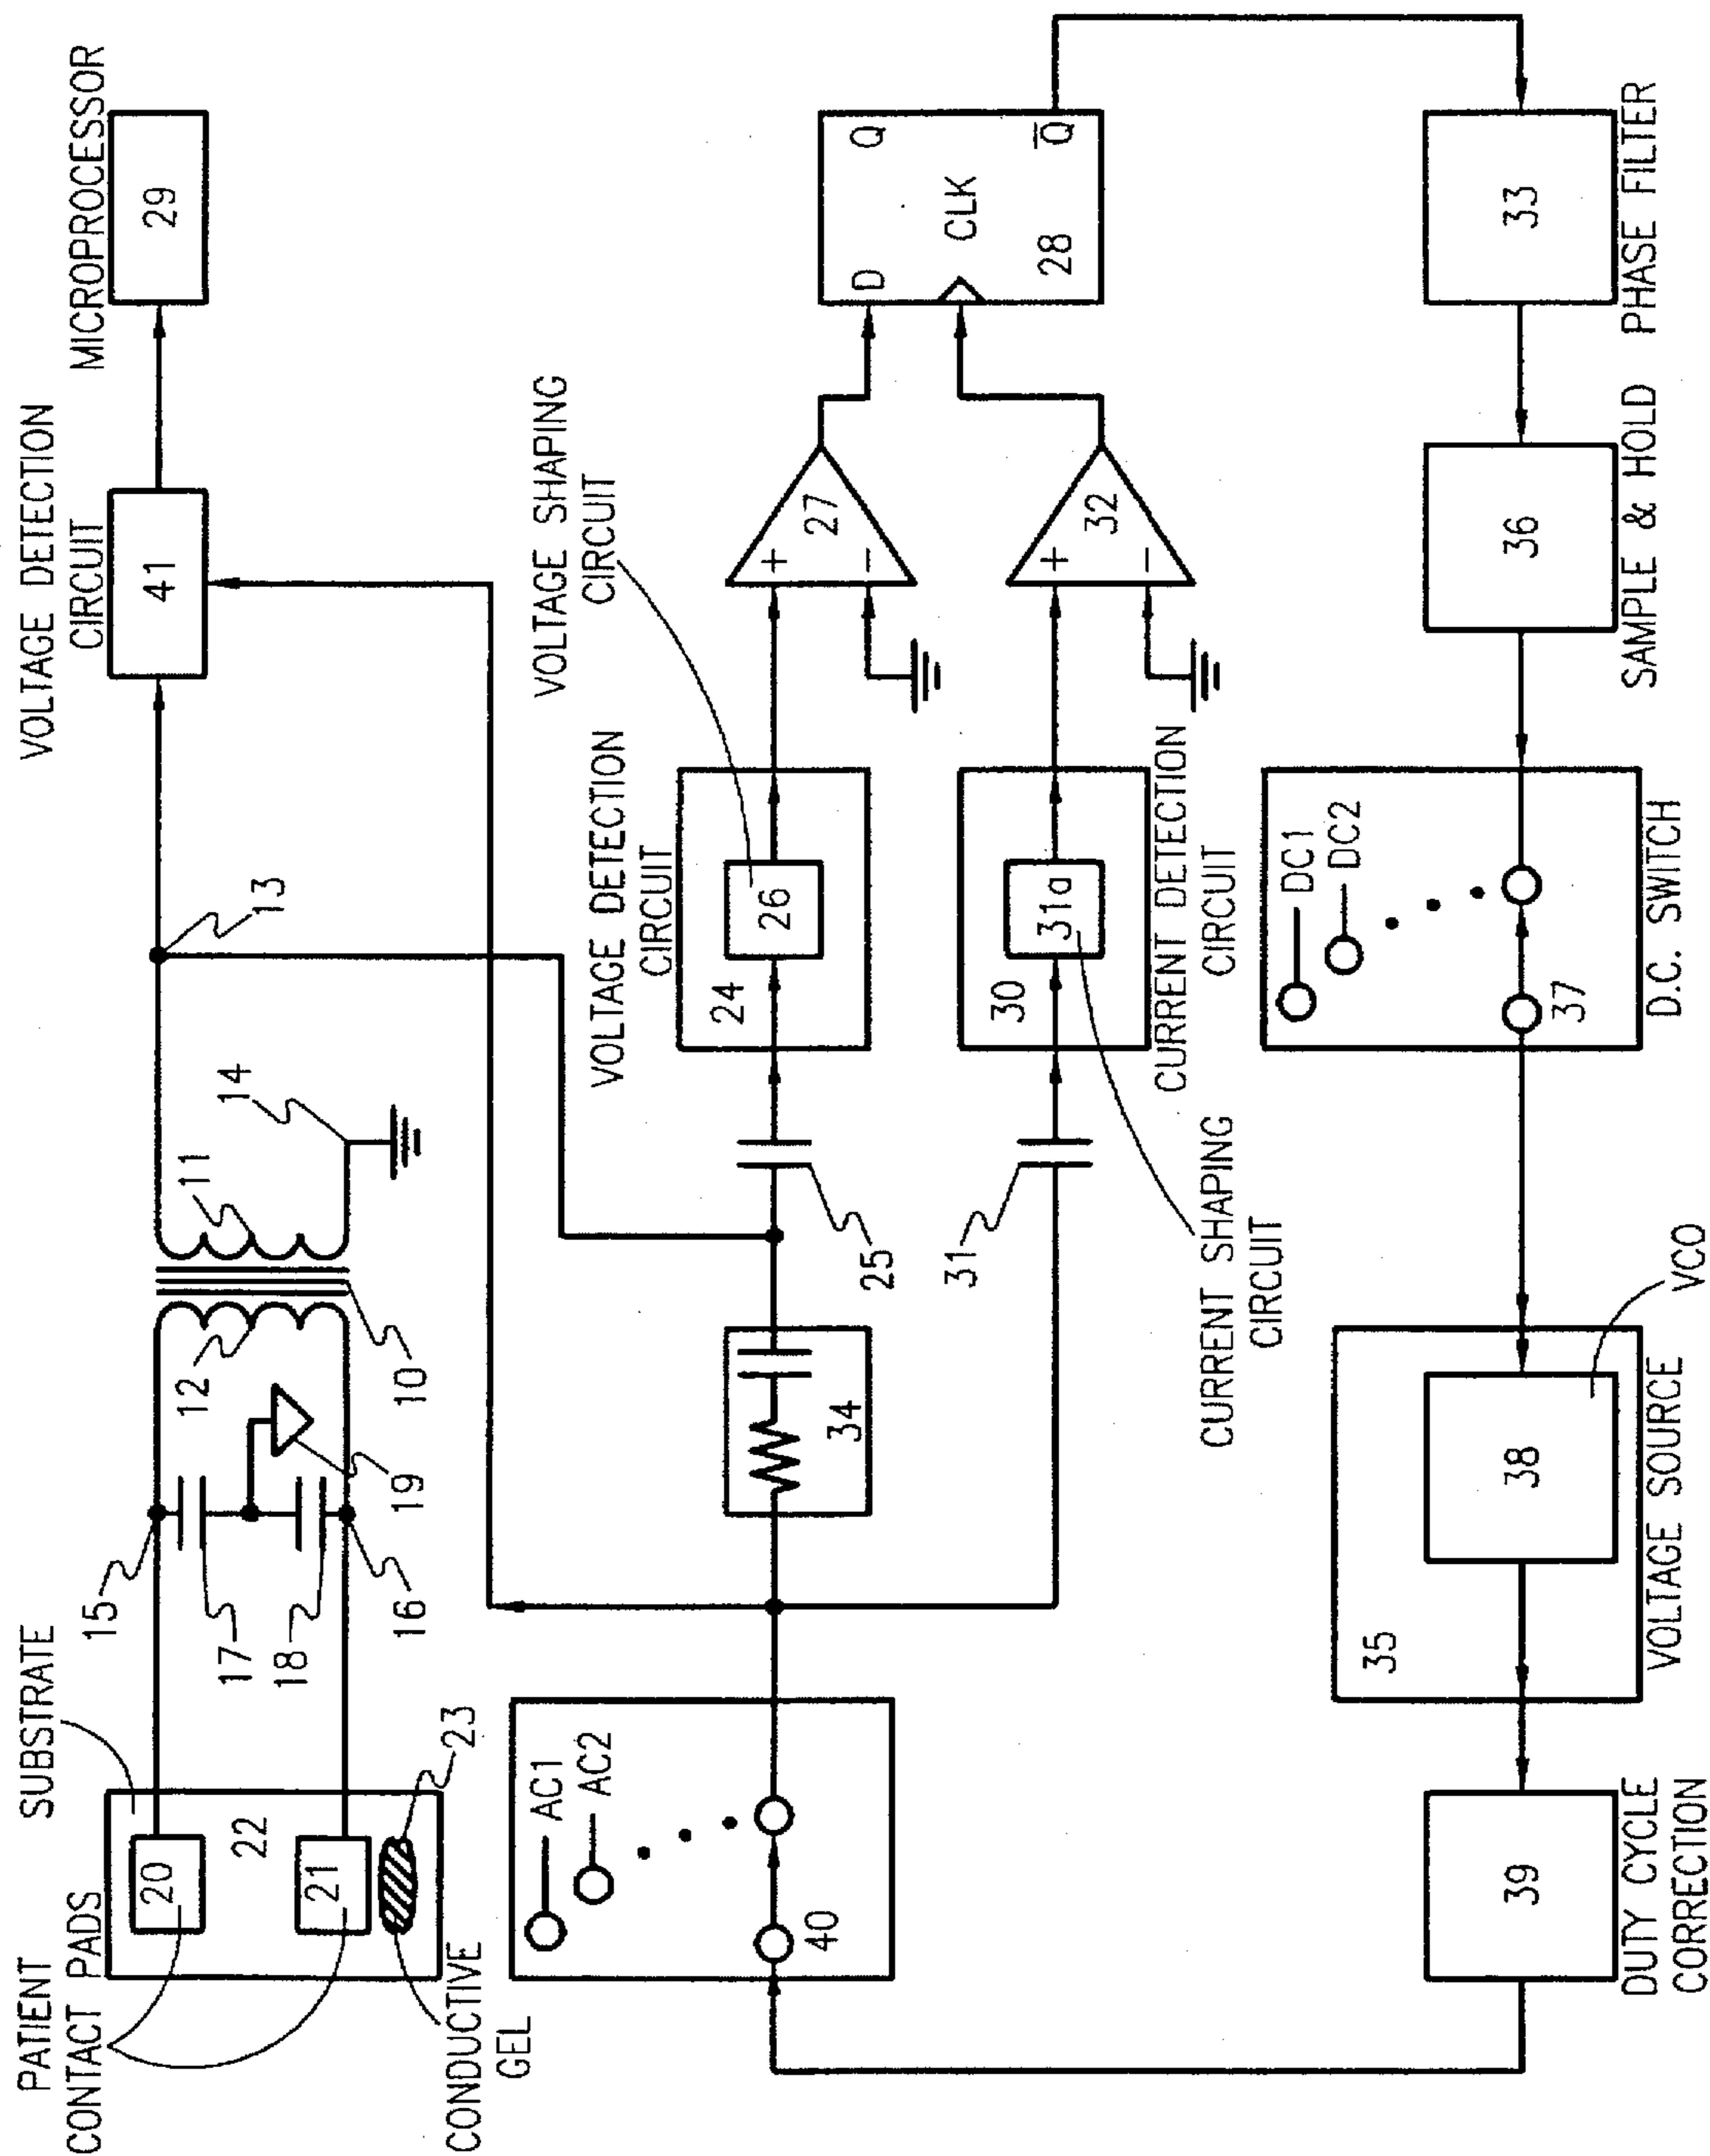 PATIENT
CONTACT PADS
SUBSTRATE
20
21
22
23
CONDUCTIVE
GEL
15
16
17
18
19
12
10
11
14
13
VOLTAGE DETECTION
CIRCUIT
41
MICROPROCESSOR
29
AC1
AC2
40
34
25
31
VOLTAGE DETECTION
CIRCUIT
24
26
VOLTAGE SHAPING
CIRCUIT
30
31a
CURRENT DETECTION
CIRCUIT
CURRENT SHAPING
CIRCUIT
+
−
27
+
−
32
D
Q
CLK
28
Q̅
39
DUTY CYCLE
CORRECTION
35
38
VOLTAGE SOURCE
VCO
DC1
DC2
37
D.C. SWITCH
36
SAMPLE & HOLD
33
PHASE FILTER